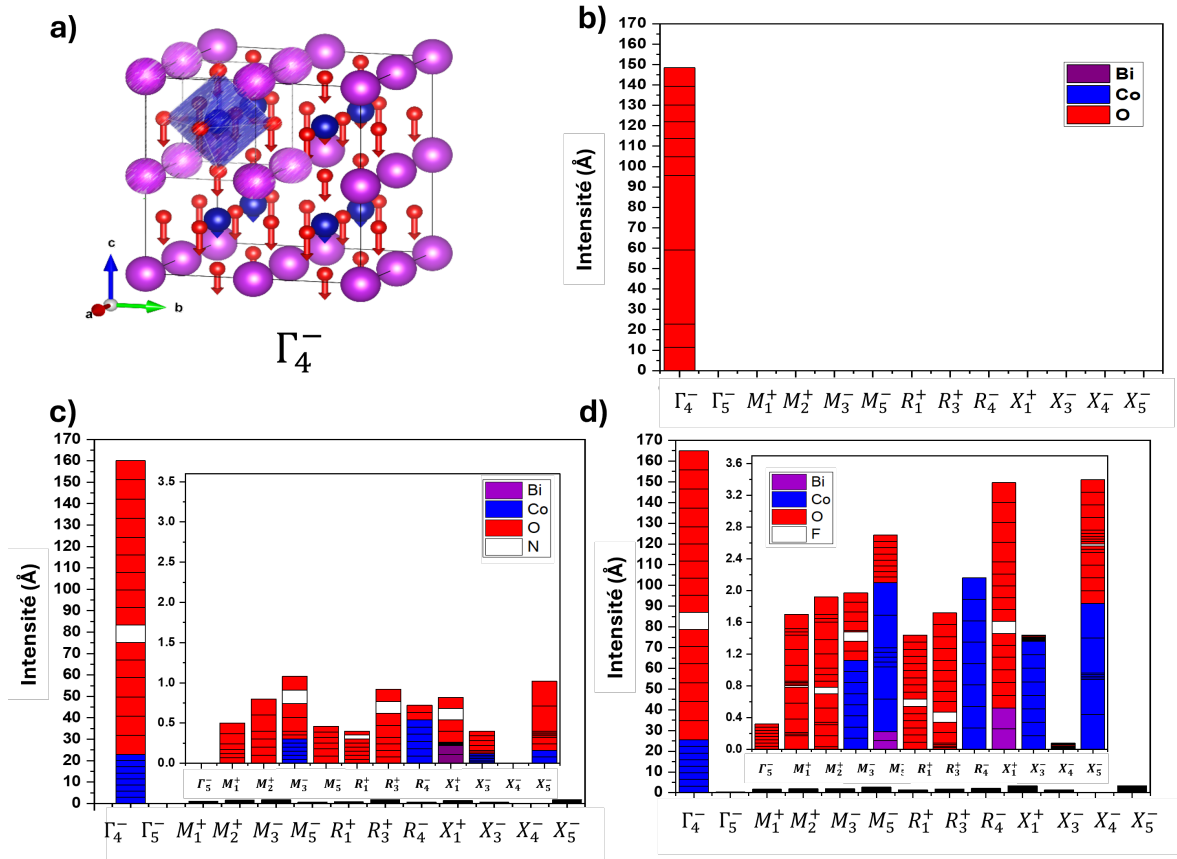 a)
c
a
b
Γ₄⁻
b)
Intensité (Å)
170
160
150
140
130
120
110
100
90
80
70
60
50
40
30
20
10
0
Bi
Co
O
Γ₄⁻ Γ₅⁻ M₁⁺ M₂⁺ M₃⁻ M₅⁻ R₁⁺ R₃⁺ R₄⁻ X₁⁺ X₃⁻ X₄⁻ X₅⁻
c)
Intensité (Å)
170
160
150
140
130
120
110
100
90
80
70
60
50
40
30
20
10
0
3.5
3.0
2.5
2.0
1.5
1.0
0.5
0.0
Bi
Co
O
N
Γ₅⁻ M₁⁺ M₂⁺ M₃⁻ M₅⁻ R₁⁺ R₃⁺ R₄⁻ X₁⁺ X₃⁻ X₄⁻ X₅⁻
Γ₄⁻ Γ₅⁻ M₁⁺ M₂⁺ M₃⁻ M₅⁻ R₁⁺ R₃⁺ R₄⁻ X₁⁺ X₃⁻ X₄⁻ X₅⁻
d)
Intensité (Å)
170
160
150
140
130
120
110
100
90
80
70
60
50
40
30
20
10
0
3.6
3.2
2.8
2.4
2.0
1.6
1.2
0.8
0.4
0.0
Bi
Co
O
F
Γ₅⁻ M₁⁺ M₂⁺ M₃⁻ M₅⁻ R₁⁺ R₃⁺ R₄⁻ X₁⁺ X₃⁻ X₄⁻ X₅⁻
Γ₄⁻ Γ₅⁻ M₁⁺ M₂⁺ M₃⁻ M₅⁻ R₁⁺ R₃⁺ R₄⁻ X₁⁺ X₃⁻ X₄⁻ X₅⁻